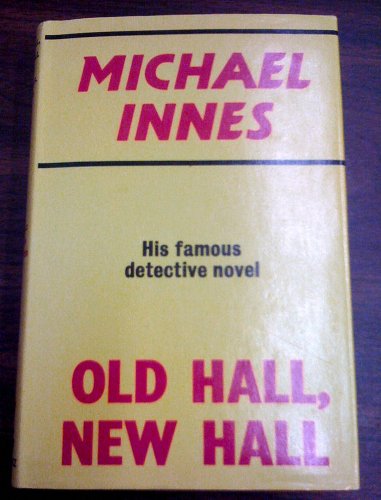 MICHAEL
INNES
His famous
detective novel
OLD HALL,
NEW HALL